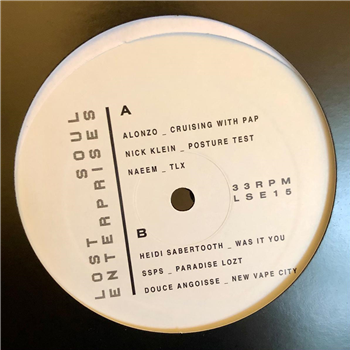 LOST SOUL
ENTERPRISES
A
ALONZO _ CRUISING WITH PAP
NICK KLEIN _ POSTURE TEST
NAEEM _ TLX
33RPM
LSE15
B
HEIDI SABERTOOTH _ WAS IT YOU
SSPS _ PARADISE LOZT
DOUCE ANGOISSE _ NEW VAPE CITY